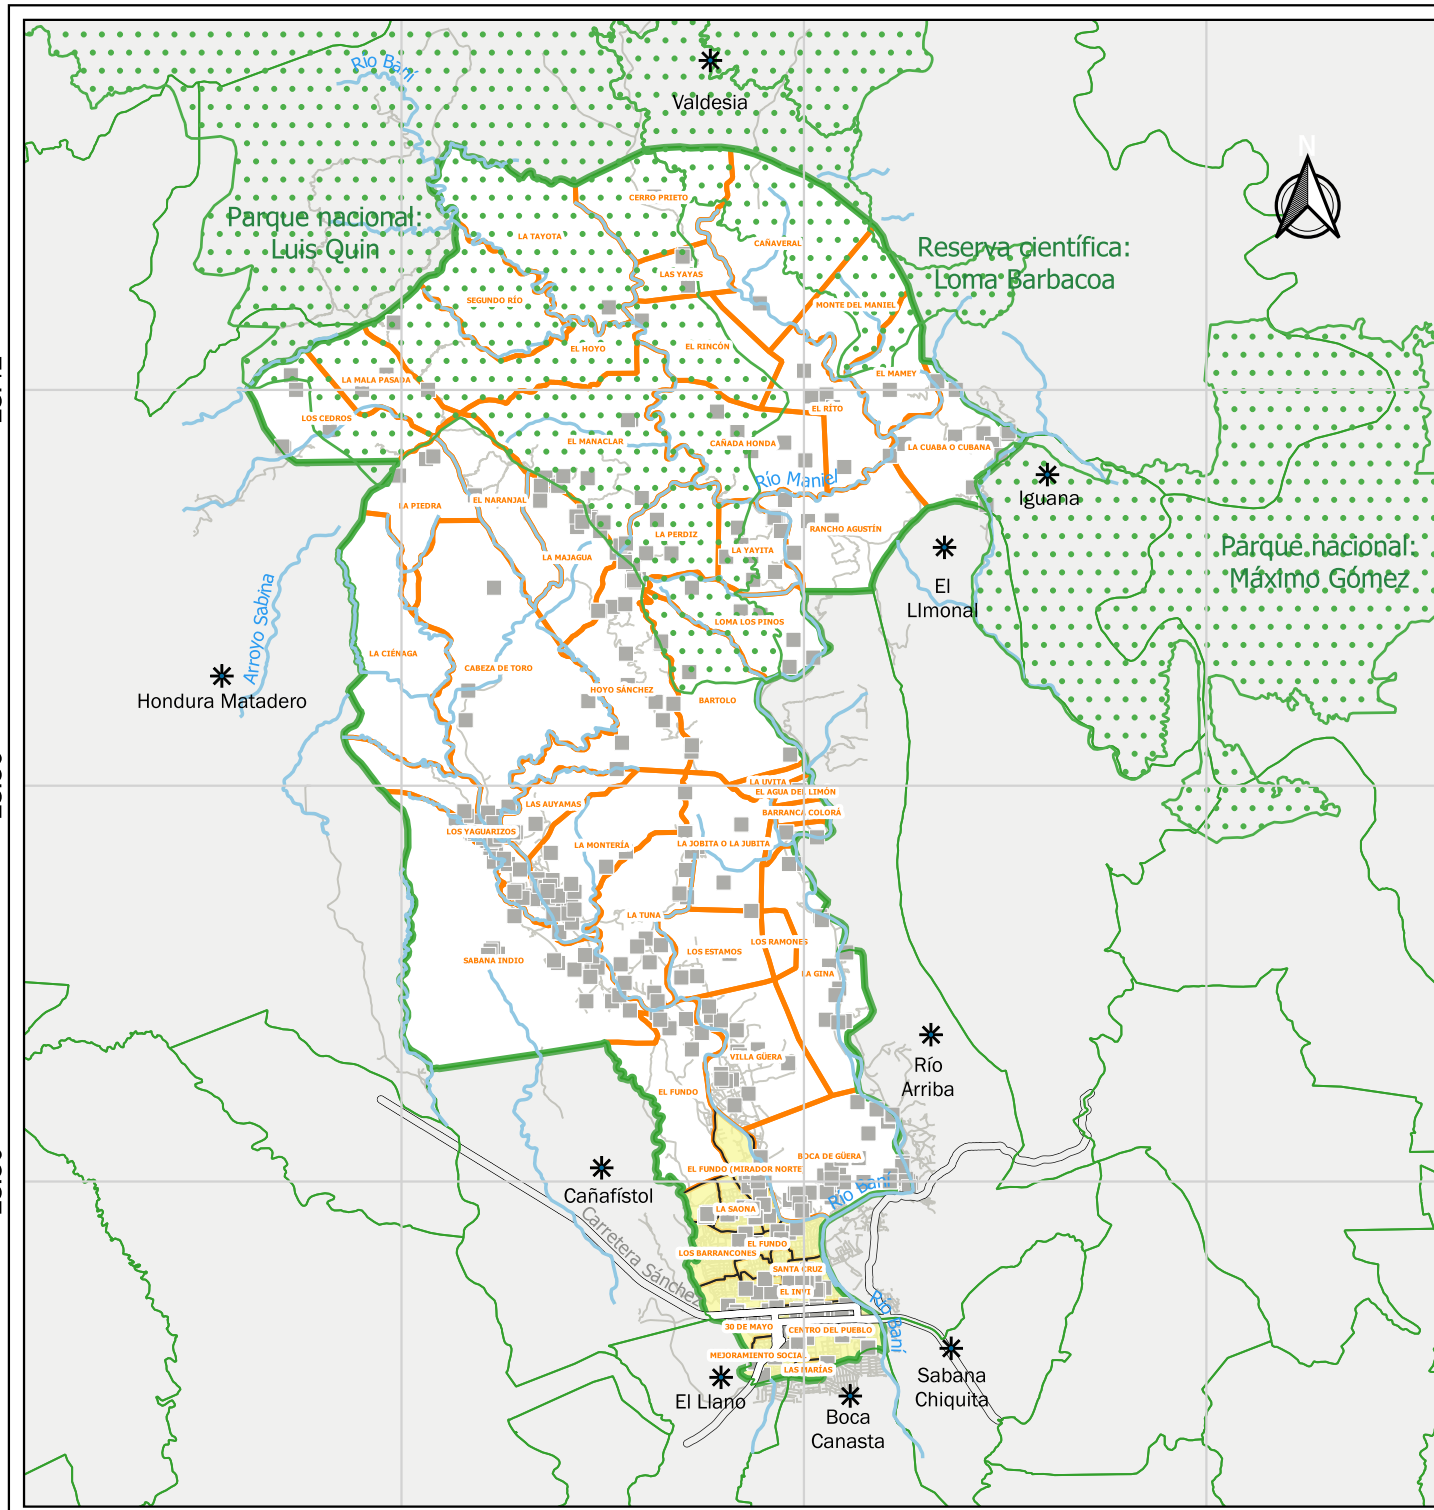 Río Baní
Valdesia
N
CERRO PRIETO
Parque nacional:
Luis Quin
LA TAYOTA
CAÑAVERAL
Reserva científica:
Loma Barbacoa
LAS YAYAS
SEGUNDO RÍO
MONTE DEL MANIEL
EL HOYO
EL RINCÓN
LA MALA PASADA
EL MAMEY
LOS CEDROS
EL RÍTO
EL MANACLAR
CAÑADA HONDA
LA CUABA O CUBANA
Río Maniel
Iguana
LA PIEDRA
EL NARANJAL
LA PERDIZ
RANCHO AGUSTÍN
LA MAJAGUA
LA YAYITA
Parque nacional:
Máximo Gómez
El
LImonal
Arroyo Sabina
LOMA LOS PINOS
LA CIÉNAGA
CABEZA DE TORO
Hondura Matadero
HOYO SÁNCHEZ
BARTOLO
LA UVITA
EL AGUA DEL LIMÓN
LAS AUYAMAS
BARRANCA COLORÁ
LOS YAGUARIZOS
LA MONTERÍA
LA JOBITA O LA JUBITA
LA TUNA
LOS RAMONES
LOS ESTAMOS
SABANA INDIO
LA GINA
Río
Arriba
VILLA GÜERA
EL FUNDO
BOCA DE GÜERA
EL FUNDO (MIRADOR NORTE
Cañafístol
Río Baní
LA SAONA
Carretera Sánchez
EL FUNDO
LOS BARRANCONES
SANTA CRUZ
EL INVI
Río Baní
30 DE MAYO
CENTRO DEL PUEBLO
MEJORAMIENTO SOCIAL
LAS MARÍAS
El Llano
Sabana
Chiquita
Boca
Canasta